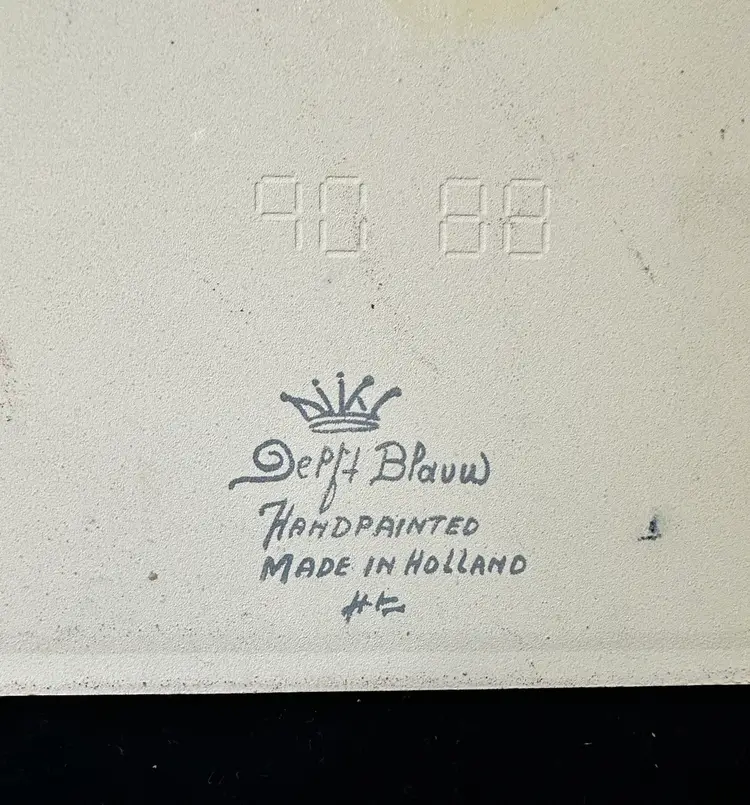 90 88
Delft Blauw
HANDPAINTED
MADE IN HOLLAND